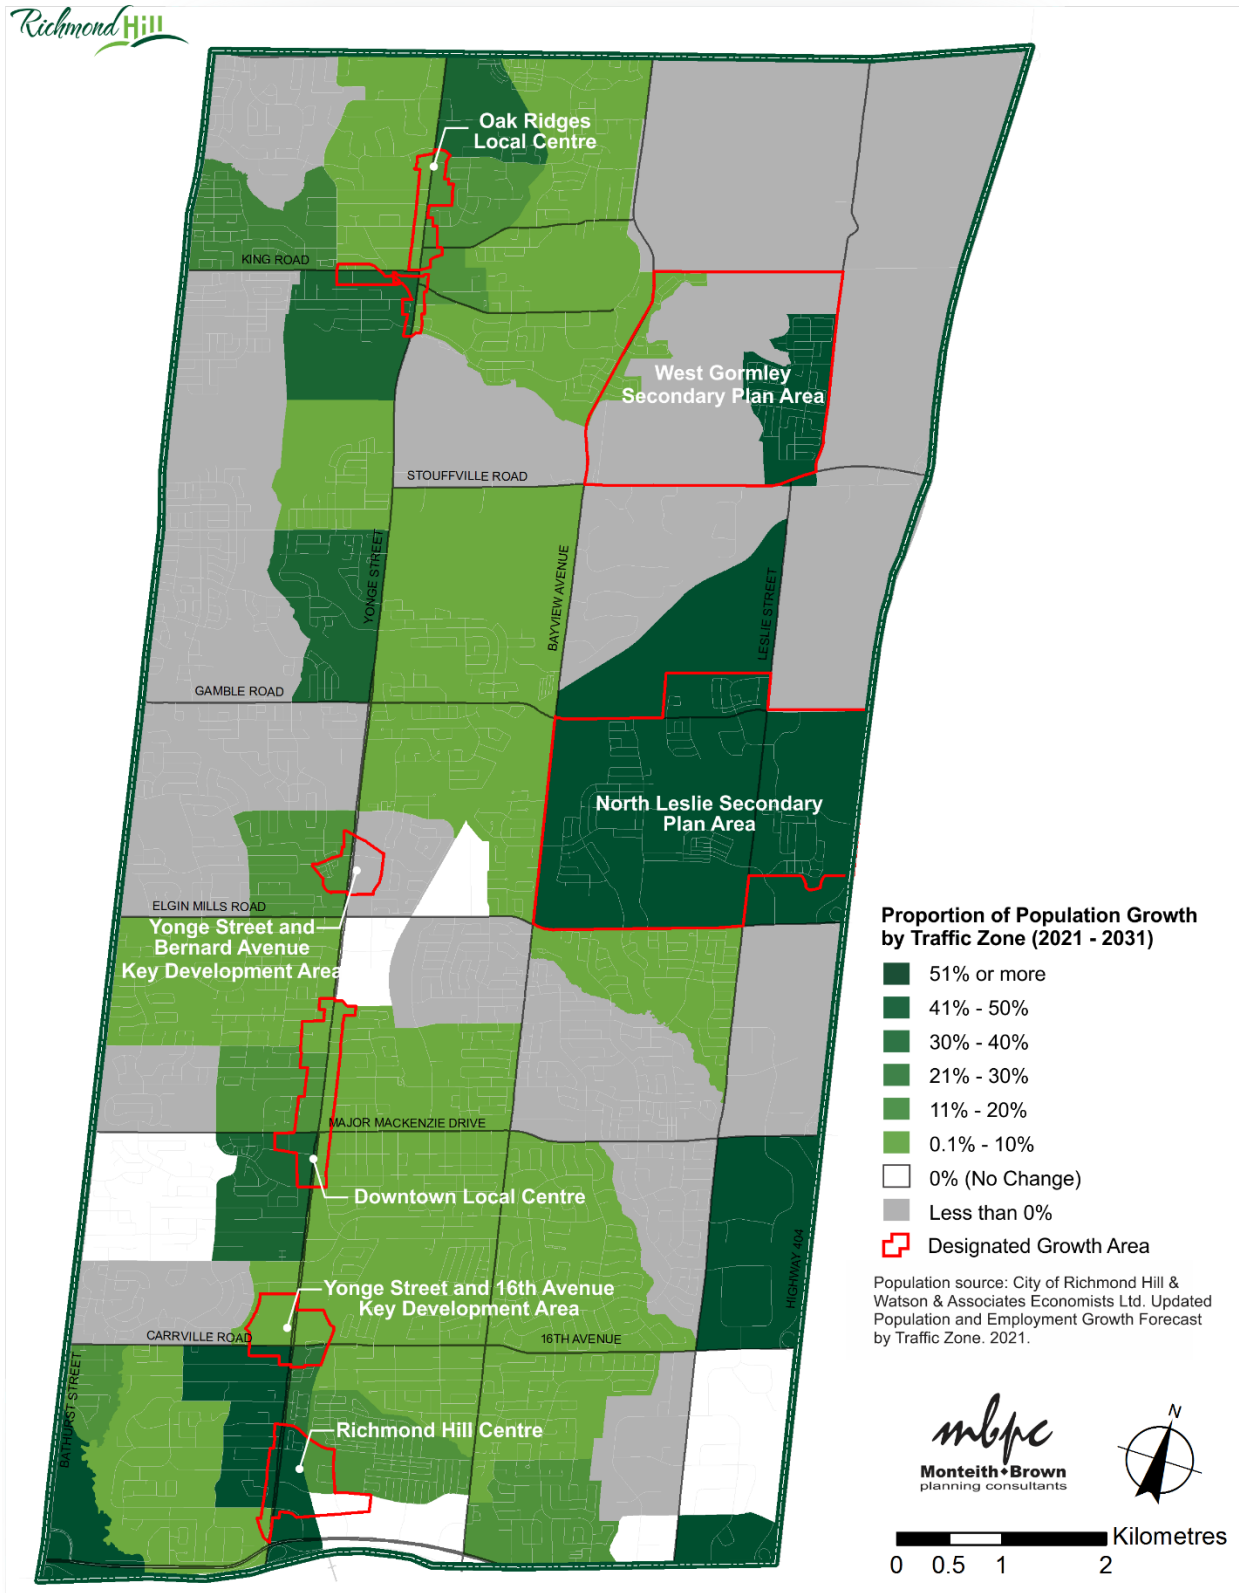 Richmond Hill
Oak Ridges
Local Centre
KING ROAD
West Gormley
Secondary Plan Area
STOUFFVILLE ROAD
YONGE STREET
BAYVIEW AVENUE
LESLIE STREET
GAMBLE ROAD
North Leslie Secondary
Plan Area
ELGIN MILLS ROAD
Yonge Street and
Bernard Avenue
Key Development Area
MAJOR MACKENZIE DRIVE
Downtown Local Centre
Yonge Street and 16th Avenue
Key Development Area
CARRVILLE ROAD
16TH AVENUE
HIGHWAY 404
BATHURST STREET
Richmond Hill Centre
Proportion of Population Growth
by Traffic Zone (2021 - 2031)
51% or more
41% - 50%
30% - 40%
21% - 30%
11% - 20%
0.1% - 10%
0% (No Change)
Less than 0%
Designated Growth Area
Population source: City of Richmond Hill &
Watson & Associates Economists Ltd. Updated
Population and Employment Growth Forecast
by Traffic Zone. 2021.
mbpc
Monteith♦Brown
planning consultants
N
Kilometres
0 0.5 1 2